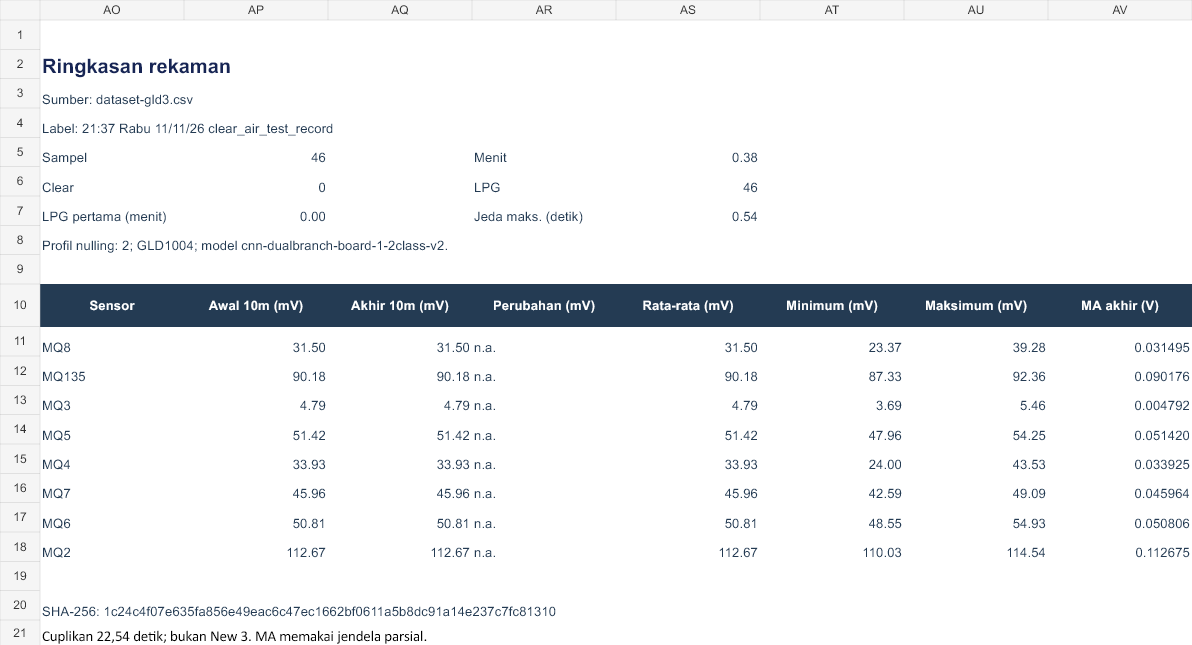 AO AP AQ AR AS AT AU AV
1
2 Ringkasan rekaman
3 Sumber: dataset-gld3.csv
4 Label: 21:37 Rabu 11/11/26 clear_air_test_record
5 Sampel 46 Menit 0.38
6 Clear 0 LPG 46
7 LPG pertama (menit) 0.00 Jeda maks. (detik) 0.54
8 Profil nulling: 2; GLD1004; model cnn-dualbranch-board-1-2class-v2.
9
10 Sensor Awal 10m (mV) Akhir 10m (mV) Perubahan (mV) Rata-rata (mV) Minimum (mV) Maksimum (mV) MA akhir (V)
11 MQ8 31.50 31.50 n.a. 31.50 23.37 39.28 0.031495
12 MQ135 90.18 90.18 n.a. 90.18 87.33 92.36 0.090176
13 MQ3 4.79 4.79 n.a. 4.79 3.69 5.46 0.004792
14 MQ5 51.42 51.42 n.a. 51.42 47.96 54.25 0.051420
15 MQ4 33.93 33.93 n.a. 33.93 24.00 43.53 0.033925
16 MQ7 45.96 45.96 n.a. 45.96 42.59 49.09 0.045964
17 MQ6 50.81 50.81 n.a. 50.81 48.55 54.93 0.050806
18 MQ2 112.67 112.67 n.a. 112.67 110.03 114.54 0.112675
19
20 SHA-256: 1c24c4f07e635fa856e49eac6c47ec1662bf0611a5b8dc91a14e237c7fc81310
21 Cuplikan 22,54 detik; bukan New 3. MA memakai jendela parsial.